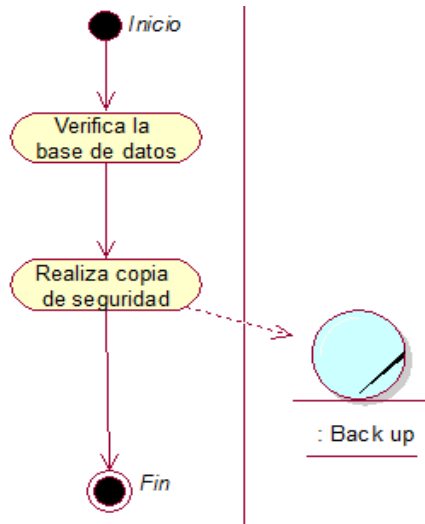 Inicio
Verifica la
base de datos
Realiza copia
de seguridad
: Back up
Fin